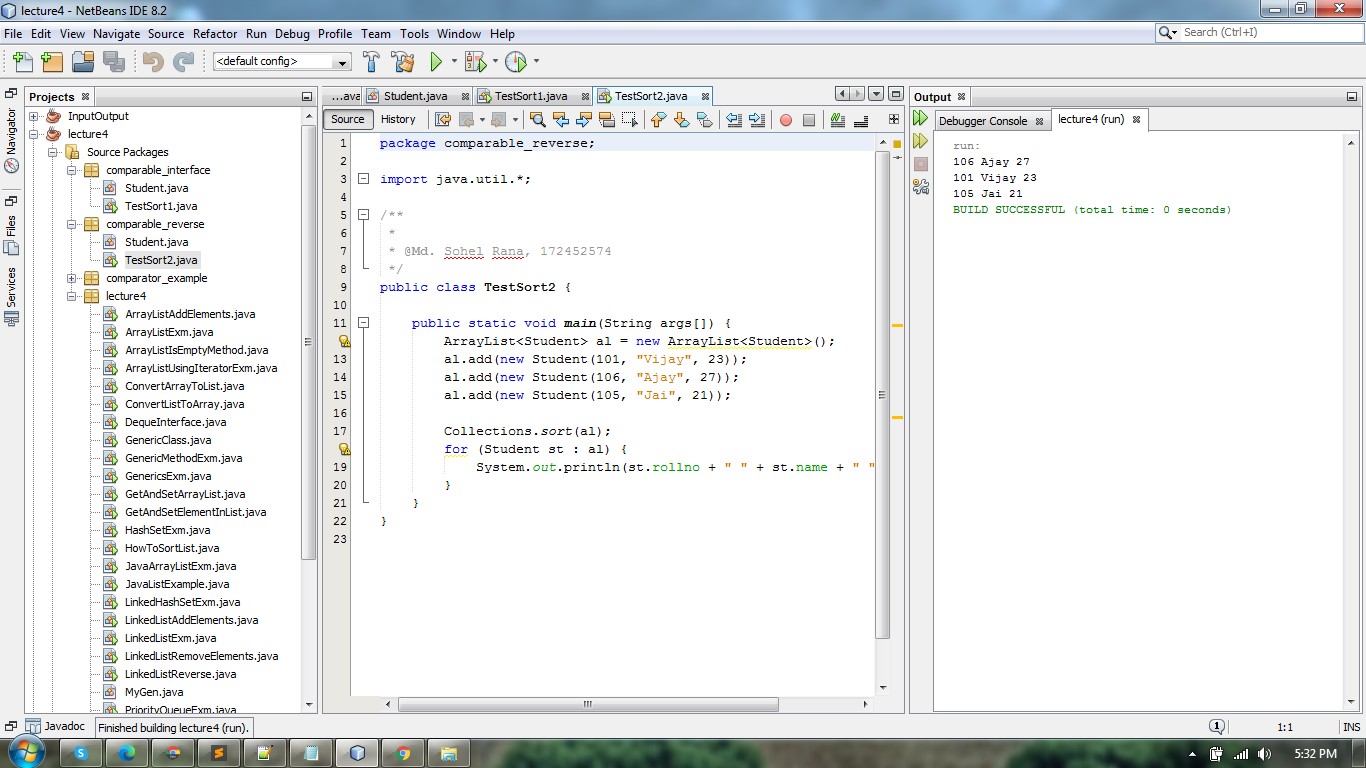 lecture4 - NetBeans IDE 8.2
File Edit View Navigate Source Refactor Run Debug Profile Team Tools Window Help
Search (Ctrl+I)
<default config>
Navigator
Files
Services
Projects
InputOutput
lecture4
Source Packages
comparable_interface
Student.java
TestSort1.java
comparable_reverse
Student.java
TestSort2.java
comparator_example
lecture4
ArrayListAddElements.java
ArrayListExm.java
ArrayListIsEmptyMethod.java
ArrayListUsingIteratorExm.java
ConvertArrayToList.java
ConvertListToArray.java
DequeInterface.java
GenericClass.java
GenericMethodExm.java
GenericsExm.java
GetAndSetArrayList.java
GetAndSetElementInList.java
HashSetExm.java
HowToSortList.java
JavaArrayListExm.java
JavaListExample.java
LinkedHashSetExm.java
LinkedListAddElements.java
LinkedListExm.java
LinkedListRemoveElements.java
LinkedListReverse.java
MyGen.java
PriorityQueueExm.java
...ava Student.java TestSort1.java TestSort2.java
Source History
1 package comparable_reverse;
2
3 import java.util.*;
4
5 /**
6 *
7 * @Md. Sohel Rana, 172452574
8 */
9 public class TestSort2 {
10
11 public static void main(String args[]) {
ArrayList<Student> al = new ArrayList<Student>();
13 al.add(new Student(101, "Vijay", 23));
14 al.add(new Student(106, "Ajay", 27));
15 al.add(new Student(105, "Jai", 21));
16
17 Collections.sort(al);
for (Student st : al) {
19 System.out.println(st.rollno + " " + st.name + " "
20 }
21 }
22 }
23
Output
Debugger Console lecture4 (run)
run:
106 Ajay 27
101 Vijay 23
105 Jai 21
BUILD SUCCESSFUL (total time: 0 seconds)
Javadoc Finished building lecture4 (run).
1
1:1 INS
5:32 PM